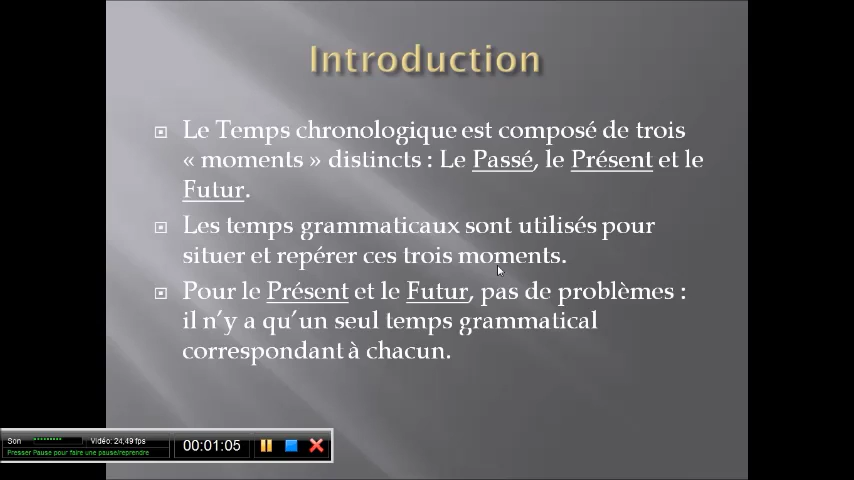 Introduction
Le Temps chronologique est composé de trois
« moments » distincts : Le Passé, le Présent et le
Futur.
Les temps grammaticaux sont utilisés pour
situer et repérer ces trois moments.
Pour le Présent et le Futur, pas de problèmes :
il n'y a qu'un seul temps grammatical
correspondant à chacun.
Son
Vidéo: 24,49 fps
00:01:05
Presser Pause pour faire une pause/reprendre